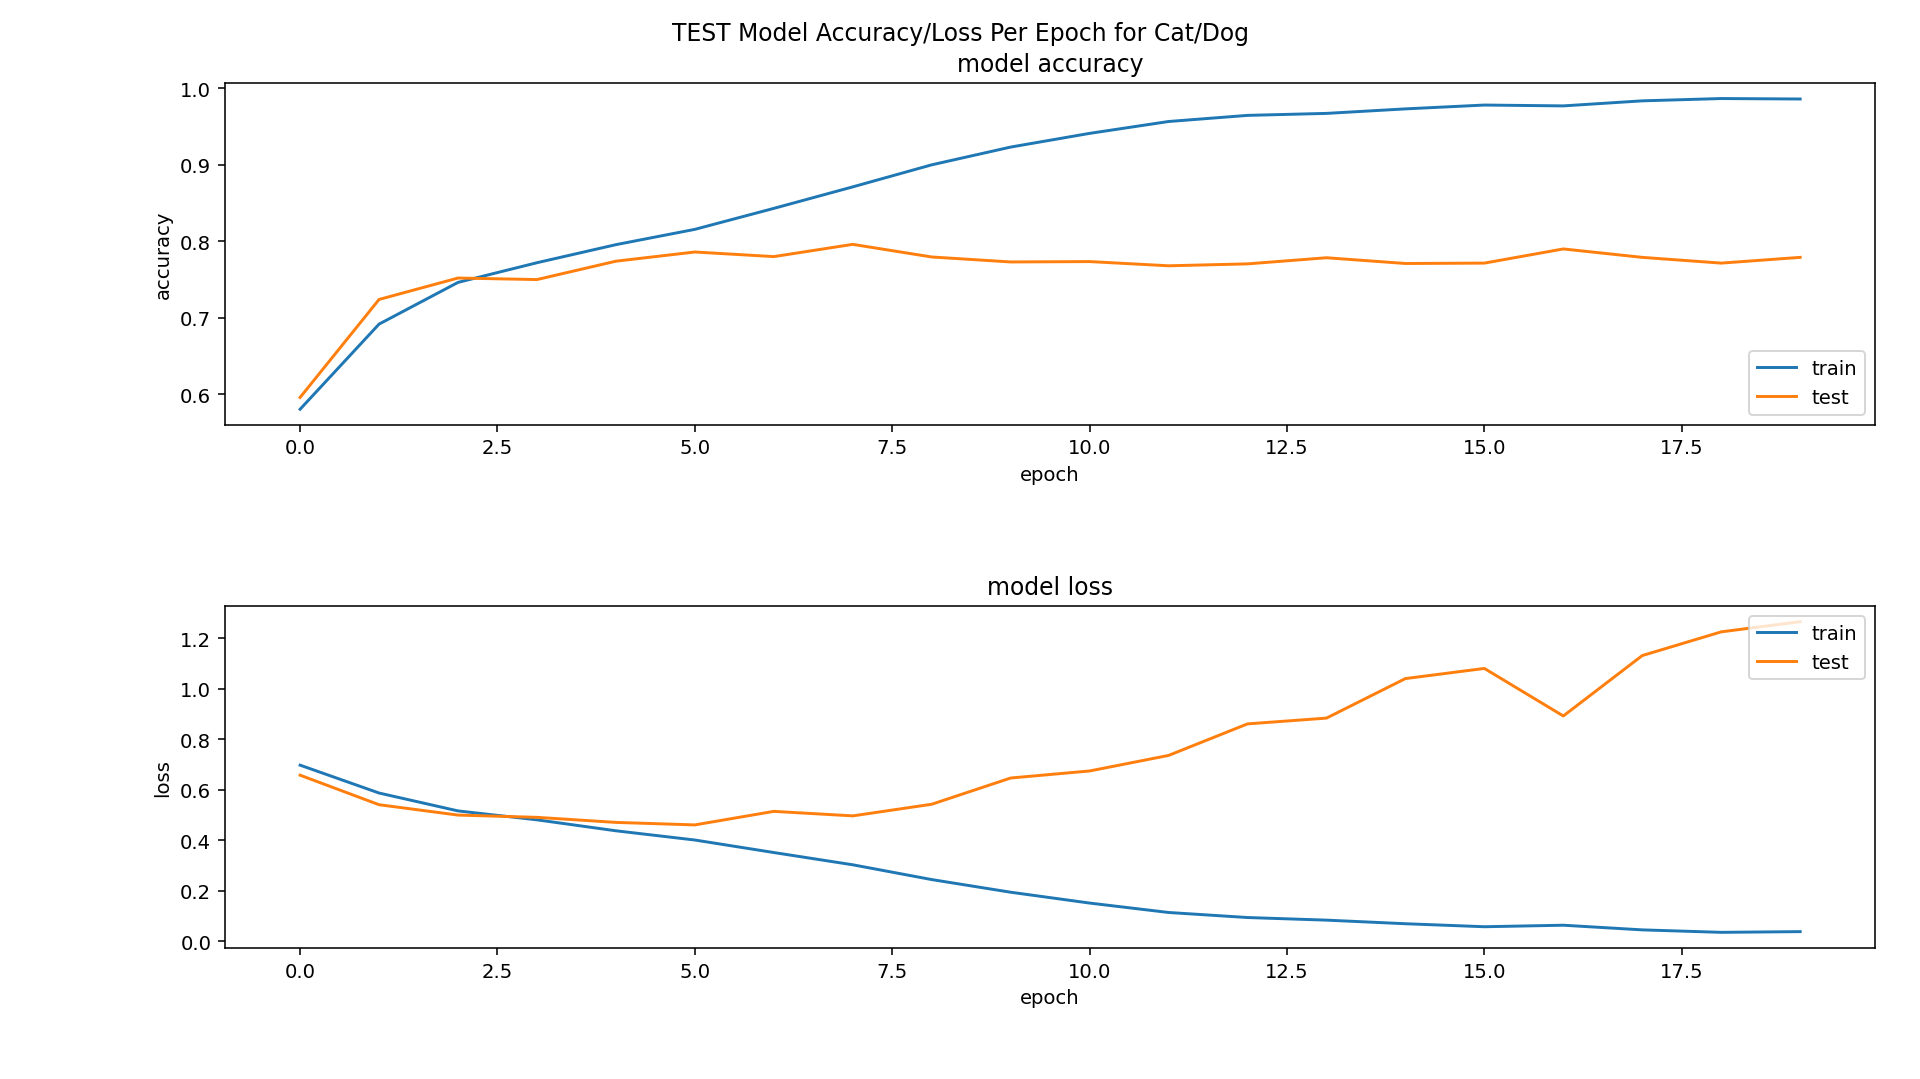 TEST Model Accuracy/Loss Per Epoch for Cat/Dog
model accuracy
1.0
0.9
0.8
0.7
0.6
accuracy
train
test
0.0 2.5 5.0 7.5 10.0 12.5 15.0 17.5
epoch
model loss
1.2
1.0
0.8
0.6
0.4
0.2
0.0
loss
train
test
0.0 2.5 5.0 7.5 10.0 12.5 15.0 17.5
epoch